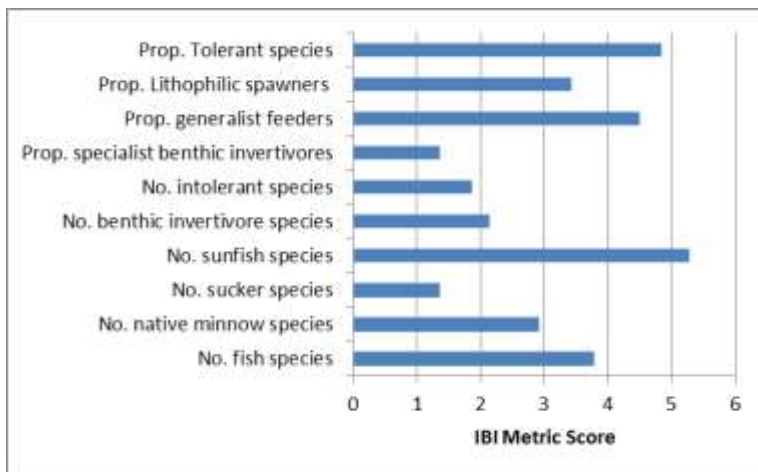 Prop. Tolerant species
Prop. Lithophilic spawners
Prop. generalist feeders
Prop. specialist benthic invertivores
No. intolerant species
No. benthic invertivore species
No. sunfish species
No. sucker species
No. native minnow species
No. fish species
0 1 2 3 4 5 6
IBI Metric Score